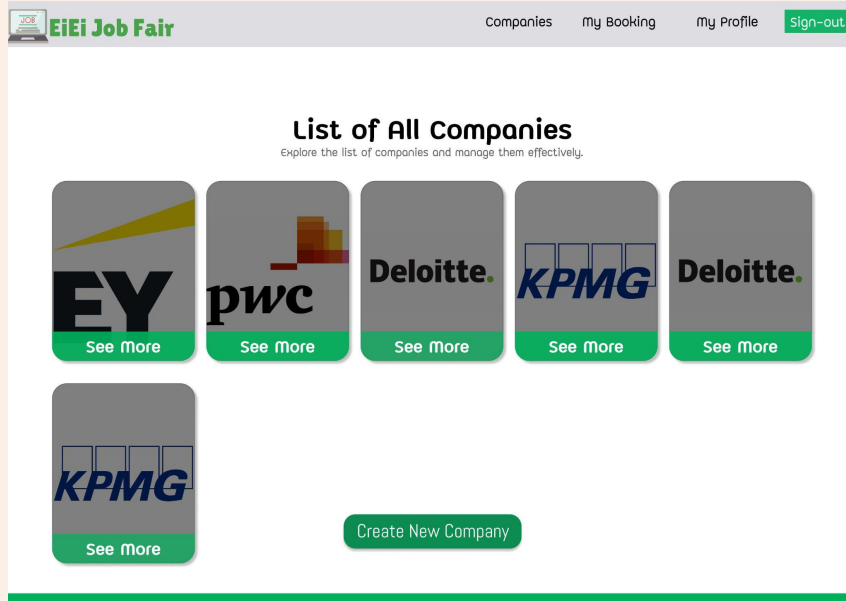 JOB
EiEi Job Fair
Companies My Booking My Profile Sign-out
List of All Companies
Explore the list of companies and manage them effectively.
EY
pwc
Deloitte.
KPMG
Deloitte.
See More See More See More See More See More
KPMG
See More
Create New Company